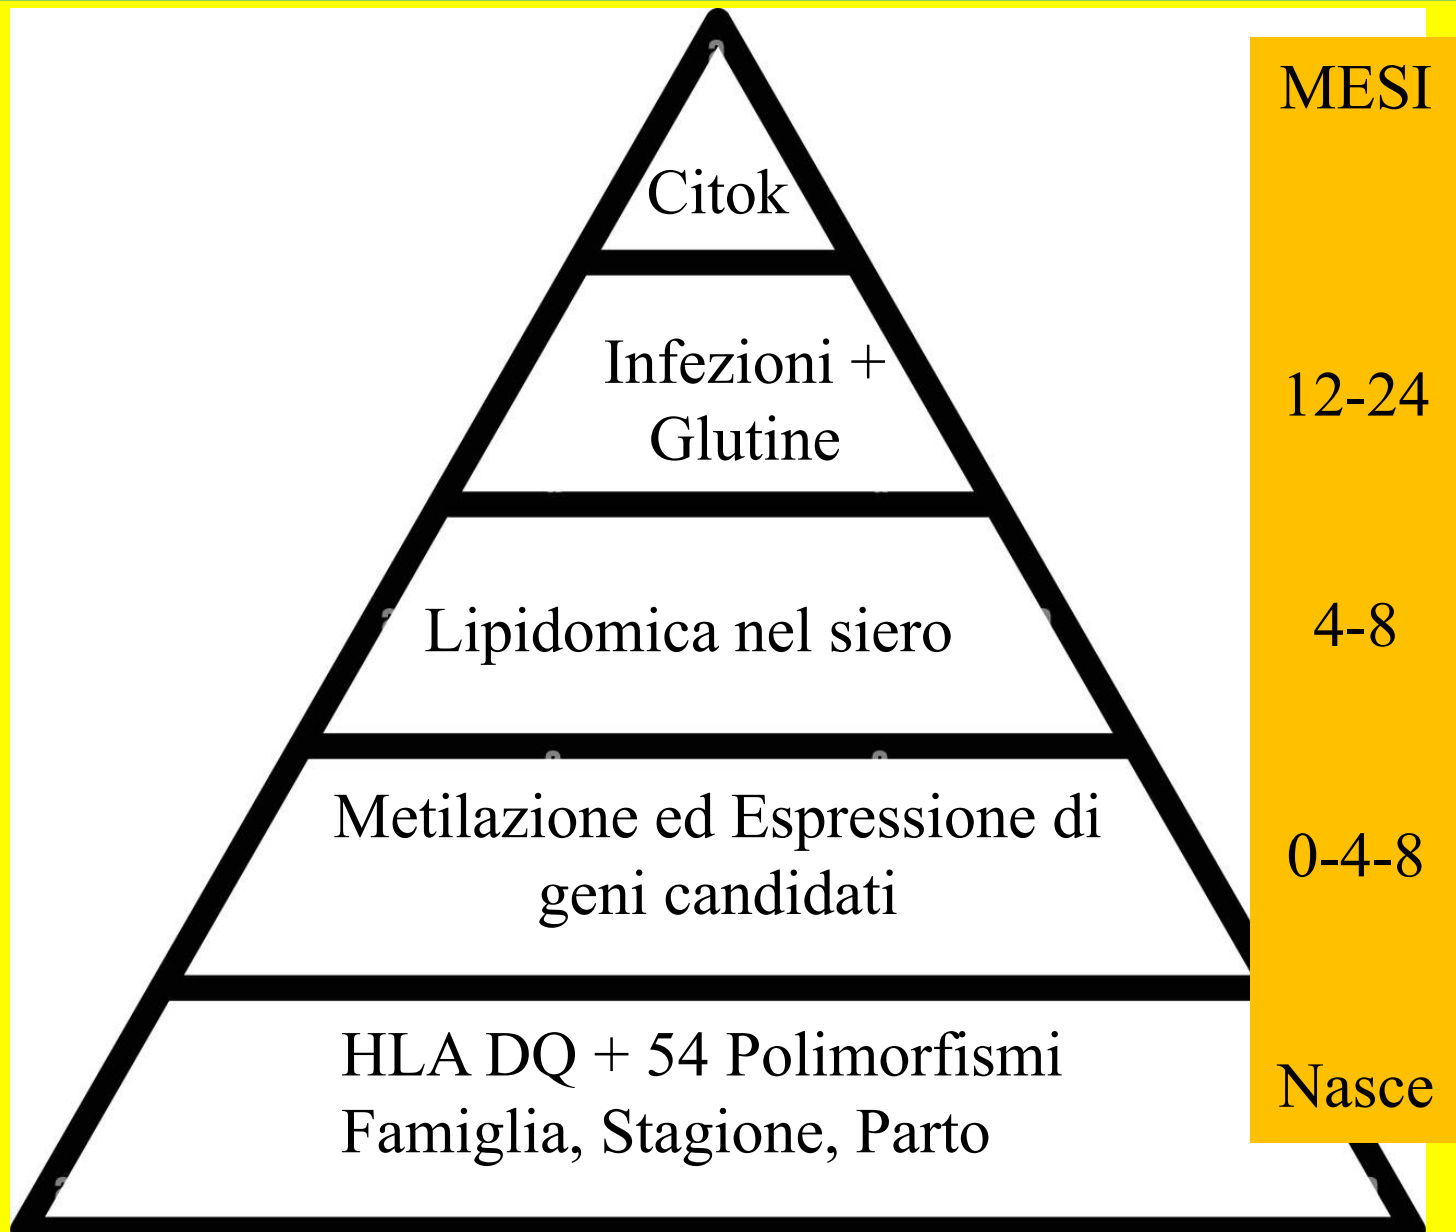 MESI
Citok
Infezioni +
Glutine
12-24
Lipidomica nel siero
4-8
Metilazione ed Espressione di
geni candidati
0-4-8
HLA DQ + 54 Polimorfismi
Famiglia, Stagione, Parto
Nasce